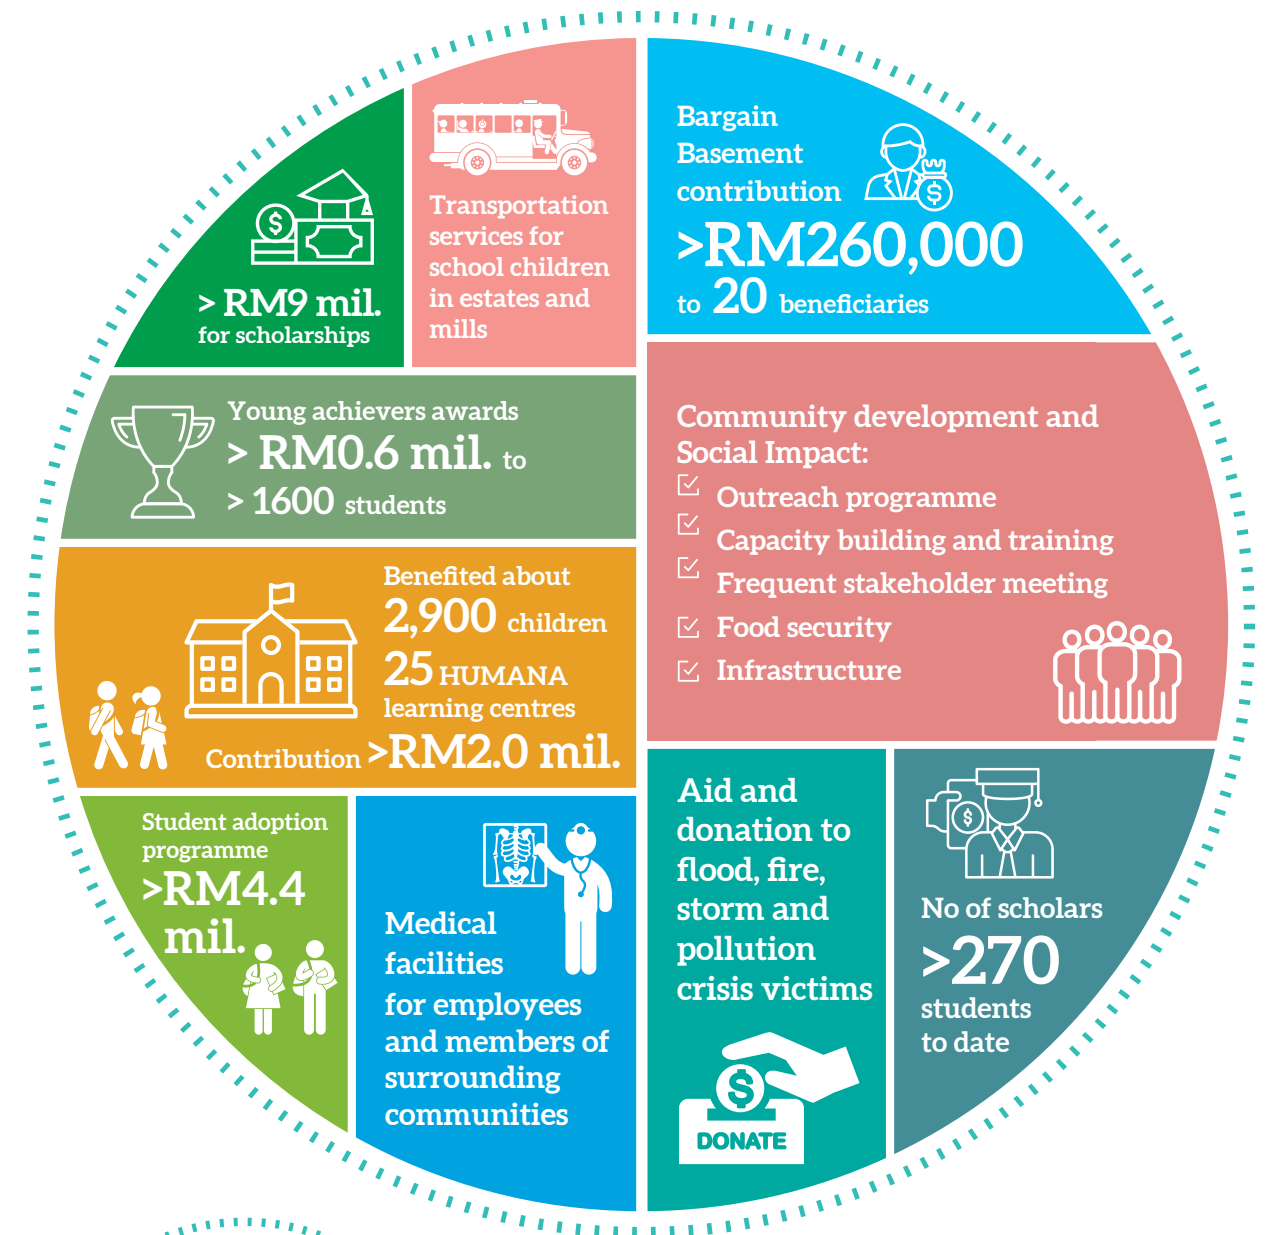 > RM9 mil.
for scholarships
Transportation
services for
school children
in estates and
mills
Bargain
Basement
contribution
>RM260,000
to 20 beneficiaries
Young achievers awards
> RM0.6 mil. to
> 1600 students
Community development and
Social Impact:
Outreach programme
Capacity building and training
Frequent stakeholder meeting
Food security
Infrastructure
Benefited about
2,900 children
25 HUMANA
learning centres
Contribution >RM2.0 mil.
Student adoption
programme
>RM4.4
mil.
Medical
facilities
for employees
and members of
surrounding
communities
Aid and
donation to
flood, fire,
storm and
pollution
crisis victims
DONATE
No of scholars
>270
students
to date